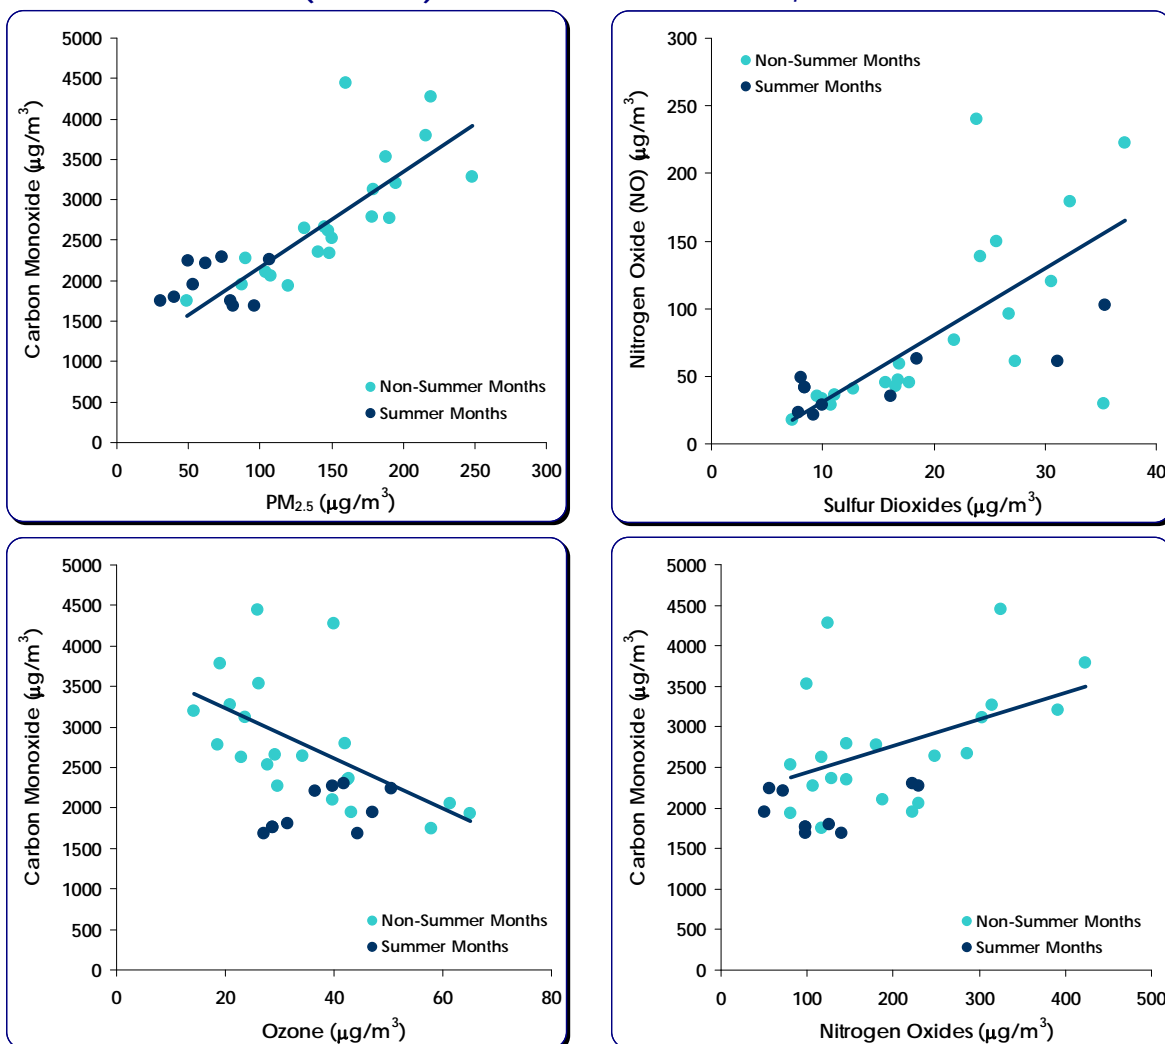 5000
4500
4000
3500
3000
2500
2000
1500
1000
500
0
Carbon Monoxide (µg/m³)
Non-Summer Months
Summer Months
0 50 100 150 200 250 300
PM₂.₅ (µg/m³)
300
250
200
150
100
50
0
Nitrogen Oxide (NO) (µg/m³)
Non-Summer Months
Summer Months
0 10 20 30 40
Sulfur Dioxides (µg/m³)
5000
4500
4000
3500
3000
2500
2000
1500
1000
500
0
Carbon Monoxide (µg/m³)
Non-Summer Months
Summer Months
0 20 40 60 80
Ozone (µg/m³)
5000
4500
4000
3500
3000
2500
2000
1500
1000
500
0
Carbon Monoxide (µg/m³)
Non-Summer Months
Summer Months
0 100 200 300 400 500
Nitrogen Oxides (µg/m³)